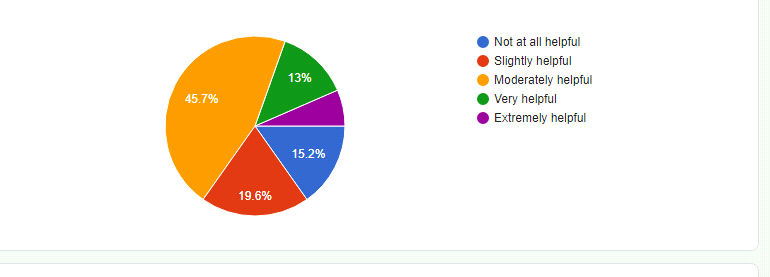 Not at all helpful
Slightly helpful
Moderately helpful
Very helpful
Extremely helpful
13%
45.7%
15.2%
19.6%